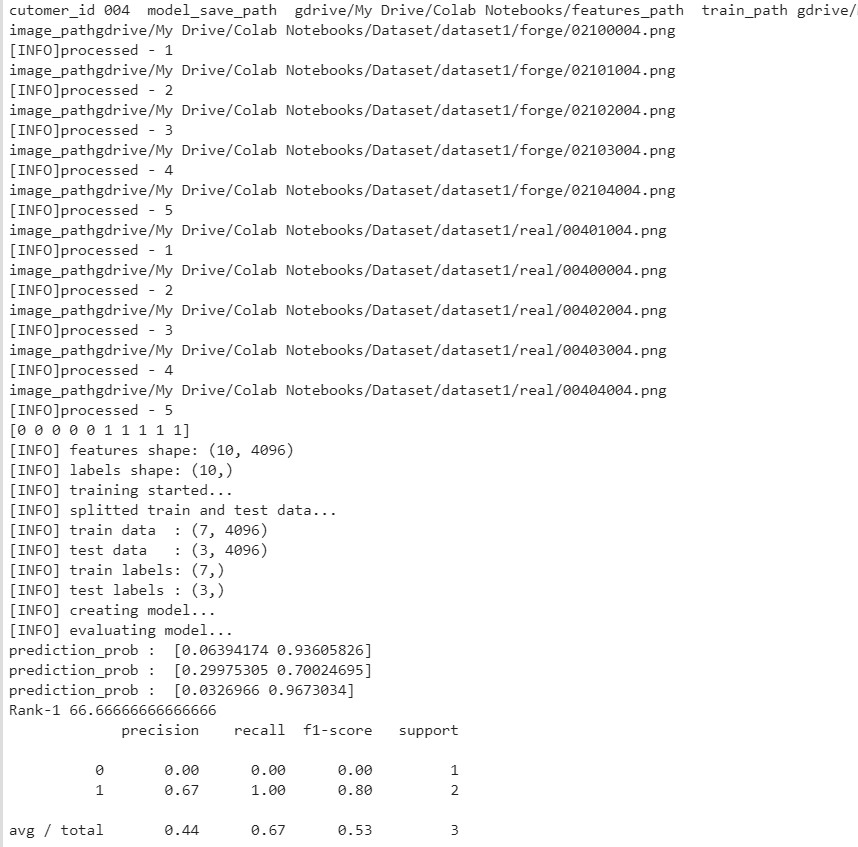 cutomer_id 004  model_save_path  gdrive/My Drive/Colab Notebooks/features_path  train_path gdrive/
image_pathgdrive/My Drive/Colab Notebooks/Dataset/dataset1/forge/02100004.png
[INFO]processed - 1
image_pathgdrive/My Drive/Colab Notebooks/Dataset/dataset1/forge/02101004.png
[INFO]processed - 2
image_pathgdrive/My Drive/Colab Notebooks/Dataset/dataset1/forge/02102004.png
[INFO]processed - 3
image_pathgdrive/My Drive/Colab Notebooks/Dataset/dataset1/forge/02103004.png
[INFO]processed - 4
image_pathgdrive/My Drive/Colab Notebooks/Dataset/dataset1/forge/02104004.png
[INFO]processed - 5
image_pathgdrive/My Drive/Colab Notebooks/Dataset/dataset1/real/00401004.png
[INFO]processed - 1
image_pathgdrive/My Drive/Colab Notebooks/Dataset/dataset1/real/00400004.png
[INFO]processed - 2
image_pathgdrive/My Drive/Colab Notebooks/Dataset/dataset1/real/00402004.png
[INFO]processed - 3
image_pathgdrive/My Drive/Colab Notebooks/Dataset/dataset1/real/00403004.png
[INFO]processed - 4
image_pathgdrive/My Drive/Colab Notebooks/Dataset/dataset1/real/00404004.png
[INFO]processed - 5
[0 0 0 0 0 1 1 1 1 1]
[INFO] features shape: (10, 4096)
[INFO] labels shape: (10,)
[INFO] training started...
[INFO] splitted train and test data...
[INFO] train data  : (7, 4096)
[INFO] test data   : (3, 4096)
[INFO] train labels: (7,)
[INFO] test labels : (3,)
[INFO] creating model...
[INFO] evaluating model...
prediction_prob :  [0.06394174 0.93605826]
prediction_prob :  [0.29975305 0.70024695]
prediction_prob :  [0.0326966 0.9673034]
Rank-1 66.66666666666666
precision    recall  f1-score   support
0       0.00      0.00      0.00         1
1       0.67      1.00      0.80         2
avg / total       0.44      0.67      0.53         3